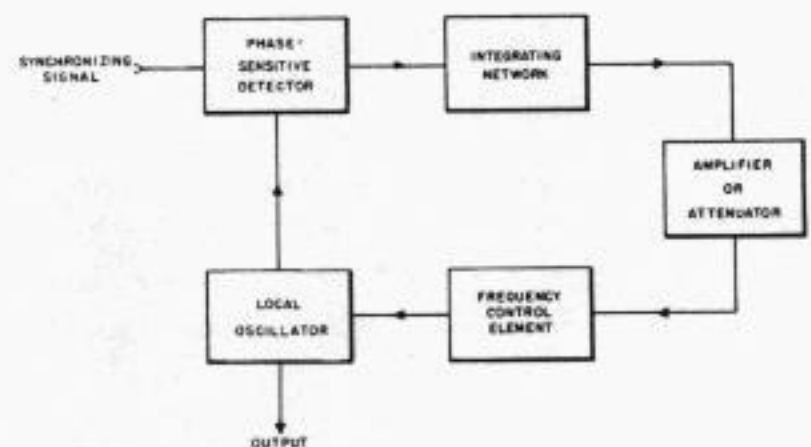 SYNCHRONIZING
SIGNAL
PHASE-
SENSITIVE
DETECTOR
INTEGRATING
NETWORK
AMPLIFIER
OR
ATTENUATOR
FREQUENCY
CONTROL
ELEMENT
LOCAL
OSCILLATOR
OUTPUT